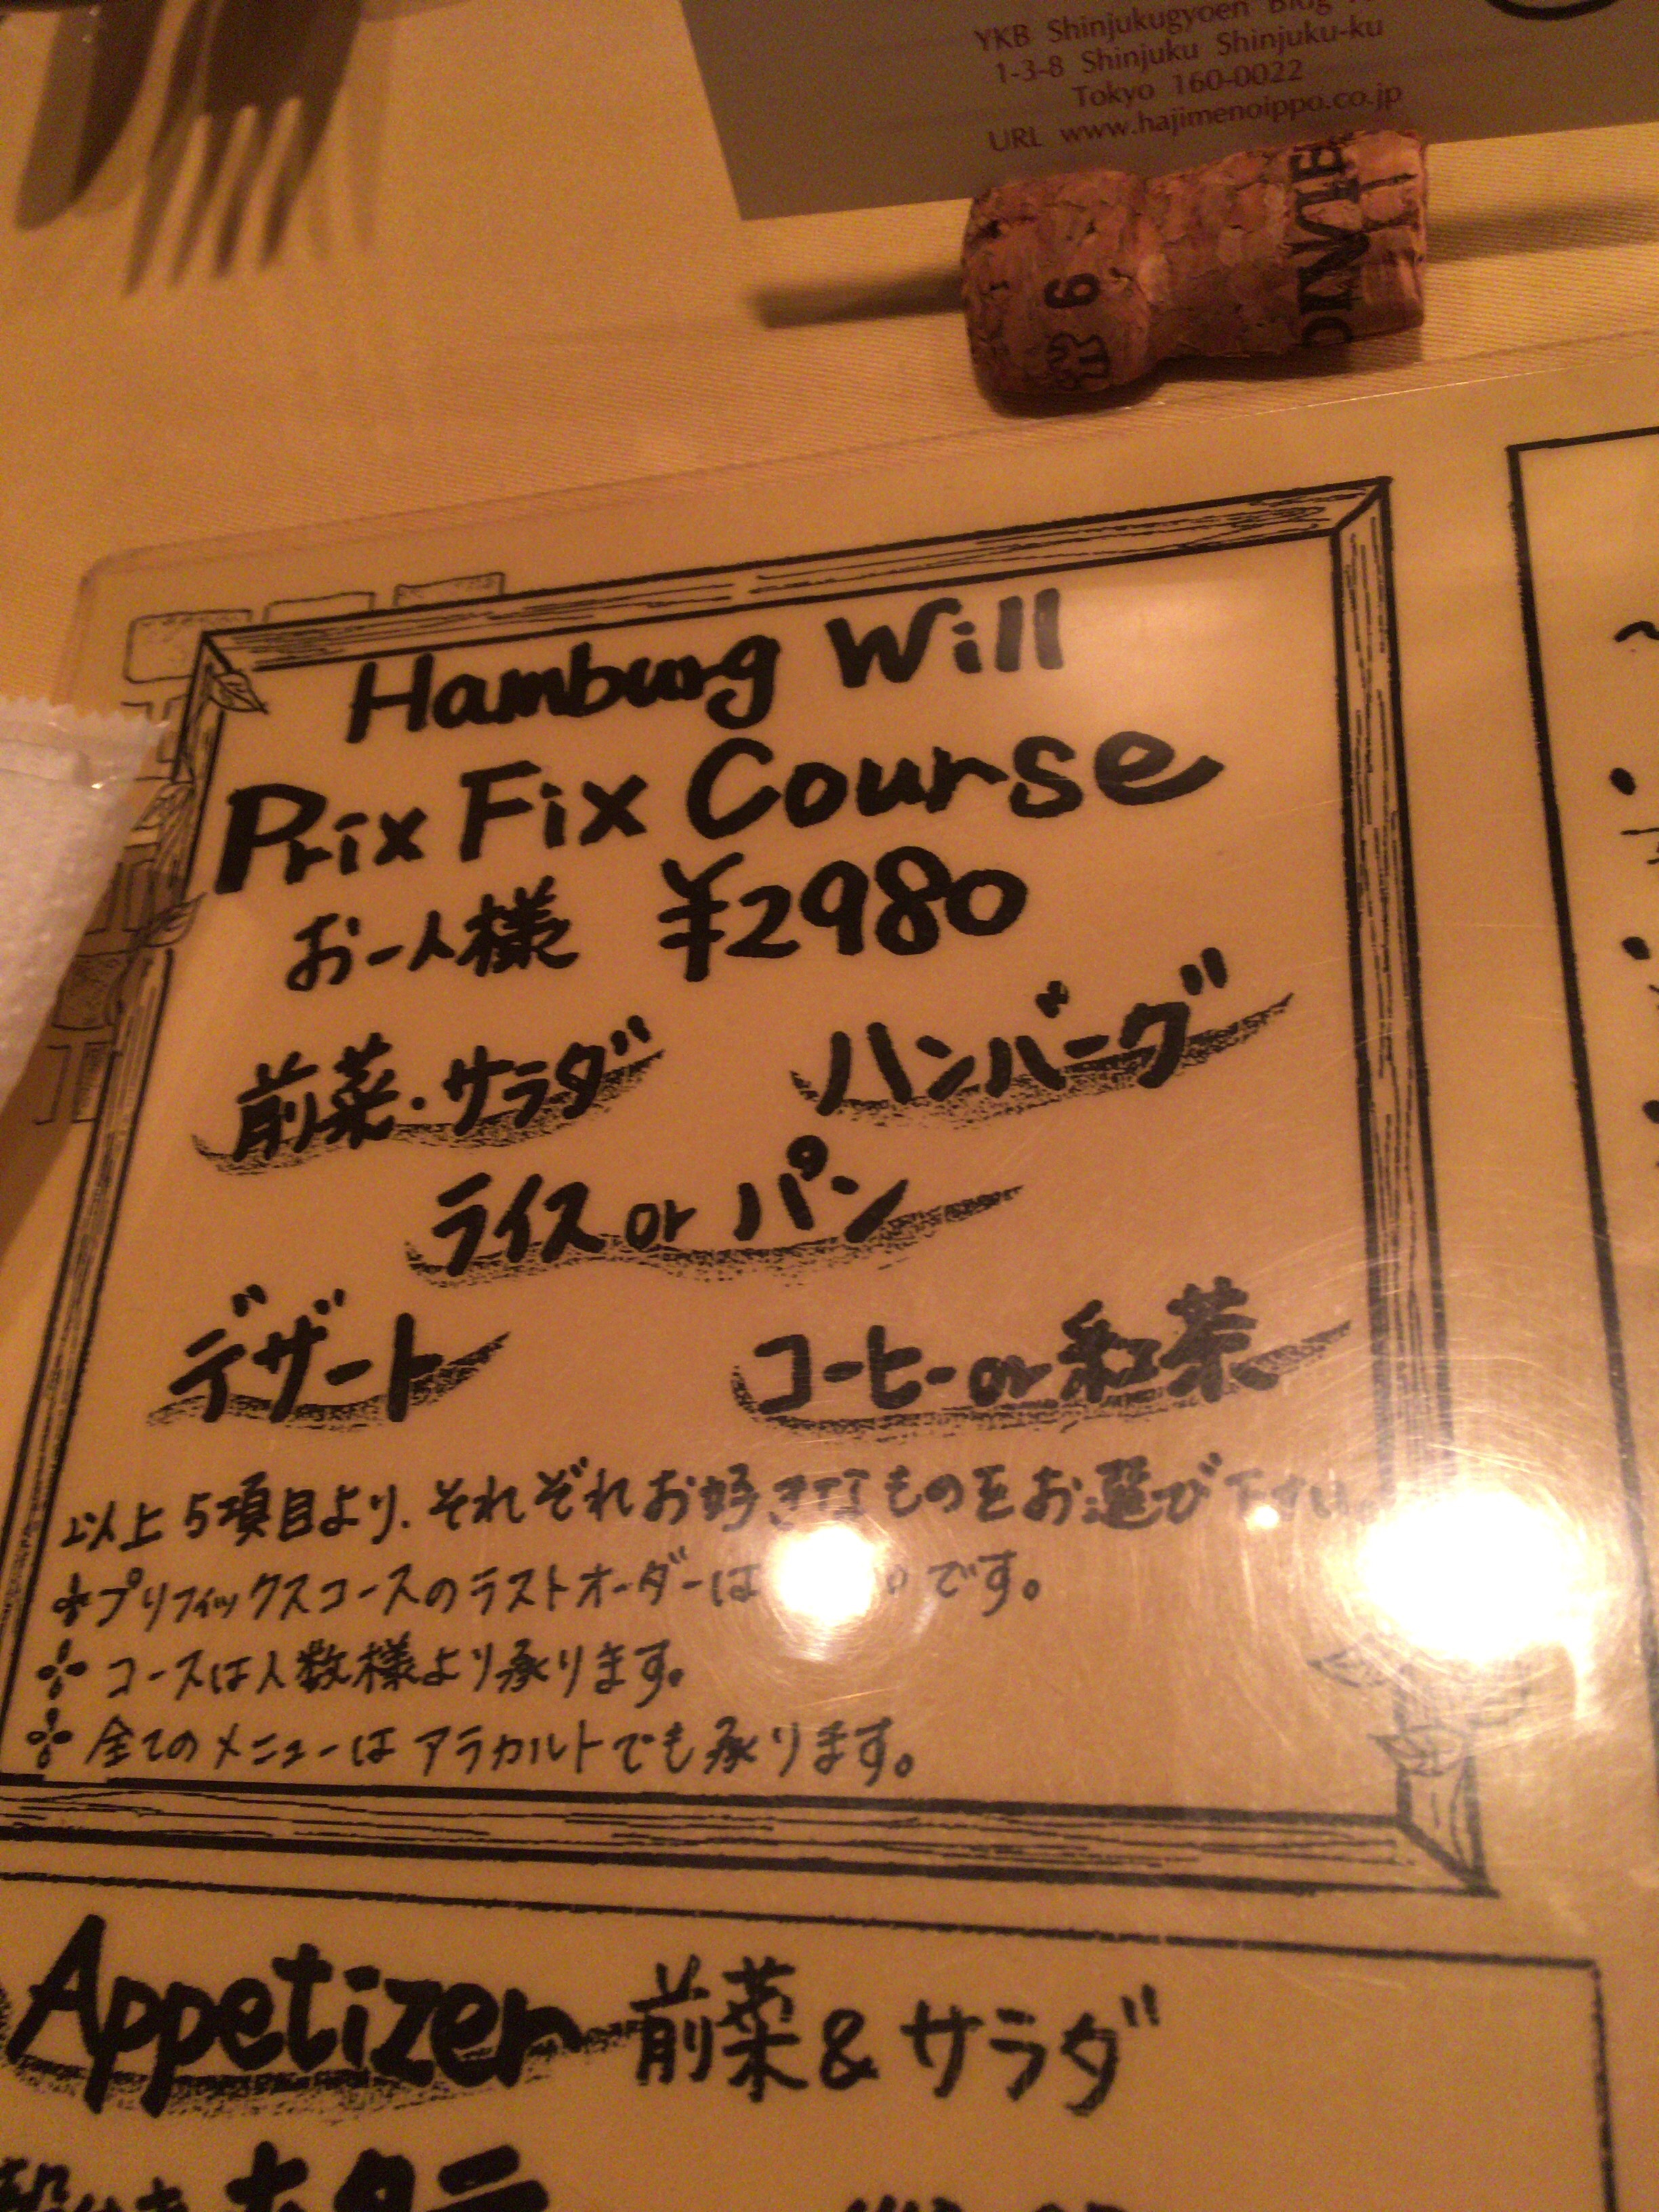 YKB Shinjukugyoen Bldg
1-3-8 Shinjuku Shinjuku-ku
Tokyo 160-0022
URL www.hajimenoippo.co.jp
6
Hamburg Will
Prix Fix Course
お一人様 ¥2980
前菜・サラダ ハンバーグ
ライス or パン
デザート コーヒー or 紅茶
以上5項目より、それぞれお好きなものをお選び下さい。
プリフィックスコースのラストオーダーは です。
コースは人数様より承ります。
全てのメニューはアラカルトでも承ります。
Appetizer 前菜&サラダ
ホタテ